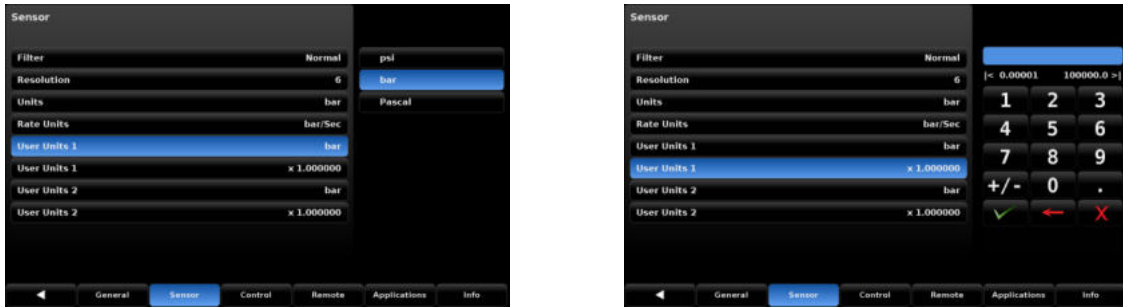 Sensor
Filter Normal
Resolution 6
Units bar
Rate Units bar/Sec
User Units 1 bar
User Units 1 x 1.000000
User Units 2 bar
User Units 2 x 1.000000
psi
bar
Pascal
◀ General Sensor Control Remote Applications Info
Sensor
Filter Normal
Resolution 6
Units bar
Rate Units bar/Sec
User Units 1 bar
User Units 1 x 1.000000
User Units 2 bar
User Units 2 x 1.000000
|< 0.00001 100000.0 >|
1 2 3
4 5 6
7 8 9
+/- 0 .
✓ ← X
◀ General Sensor Control Remote Applications Info